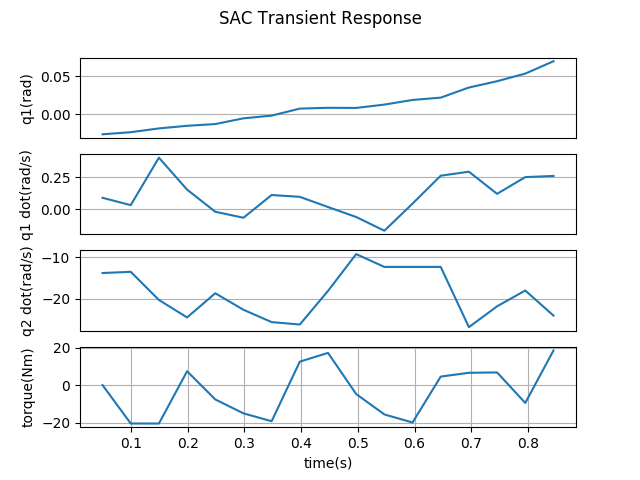 SAC Transient Response
q1(rad)
0.05
0.00
q1 dot(rad/s)
0.25
0.00
q2 dot(rad/s)
−10
−20
torque(Nm)
20
0
−20
0.1 0.2 0.3 0.4 0.5 0.6 0.7 0.8
time(s)